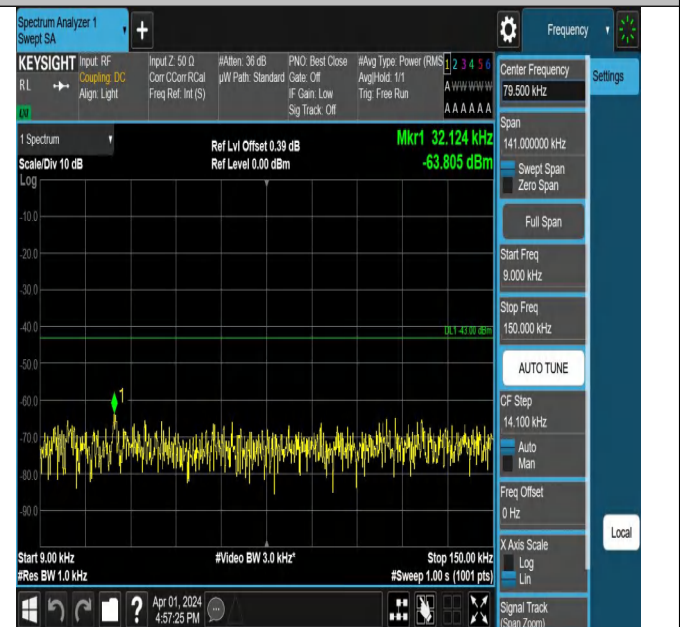 Spectrum Analyzer 1
Swept SA
+
Frequency
KEYSIGHT
R L
Input: RF
Coupling: DC
Align: Light
Input Z: 50 Ω
Corr CCorr RCal
Freq Ref: Int (S)
#Atten: 36 dB
µW Path: Standard
PNO: Best Close
Gate: Off
IF Gain: Low
Sig Track: Off
#Avg Type: Power (RMS
Avg|Hold: 1/1
Trig: Free Run
1 2 3 4 5 6
A W W W W W
A A A A A A
1 Spectrum
Scale/Div 10 dB
Log
Ref Lvl Offset 0.39 dB
Ref Level 0.00 dBm
Mkr1 32.124 kHz
-63.805 dBm
-10.0
-20.0
-30.0
-40.0
DL1 -43.00 dBm
-50.0
-60.0
1
-70.0
-80.0
-90.0
Start 9.00 kHz
#Res BW 1.0 kHz
#Video BW 3.0 kHz*
Stop 150.00 kHz
#Sweep 1.00 s (1001 pts)
Apr 01, 2024
4:57:25 PM
?
Center Frequency
79.500 kHz
Settings
Span
141.000000 kHz
Swept Span
Zero Span
Full Span
Start Freq
9.000 kHz
Stop Freq
150.000 kHz
AUTO TUNE
CF Step
14.100 kHz
Auto
Man
Freq Offset
0 Hz
X Axis Scale
Log
Lin
Local
Signal Track
(Span Zoom)